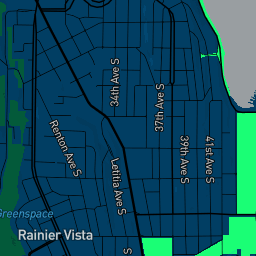 34th Ave S
37th Ave S
Renton Ave S
39th Ave S
41st Ave S
Letitia Ave S
Greenspace
Rainier Vista
S